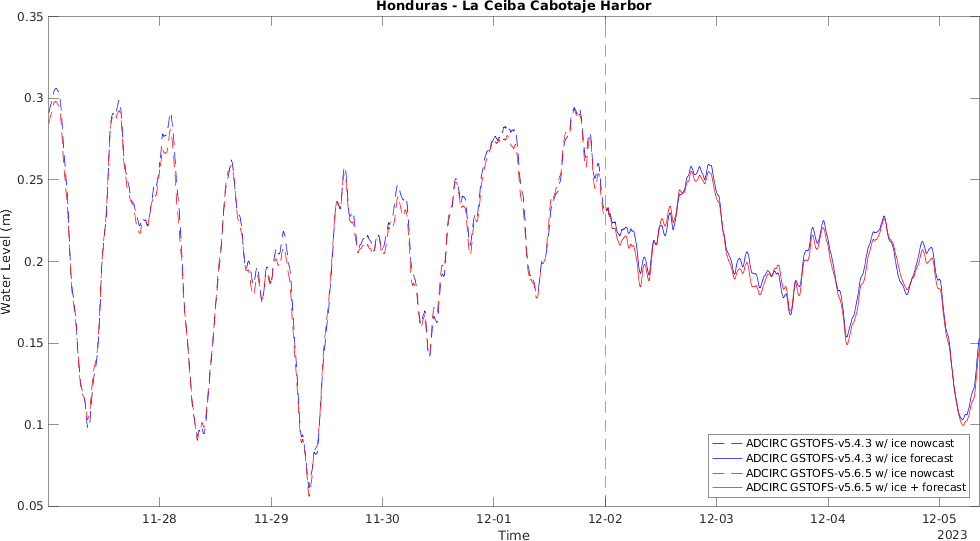 Honduras - La Ceiba Cabotaje Harbor
0.35
0.3
0.25
0.2
0.15
0.1
0.05
Water Level (m)
11-28
11-29
11-30
12-01
12-02
12-03
12-04
12-05
Time
2023
ADCIRC GSTOFS-v5.4.3 w/ ice nowcast
ADCIRC GSTOFS-v5.4.3 w/ ice forecast
ADCIRC GSTOFS-v5.6.5 w/ ice nowcast
ADCIRC GSTOFS-v5.6.5 w/ ice + forecast